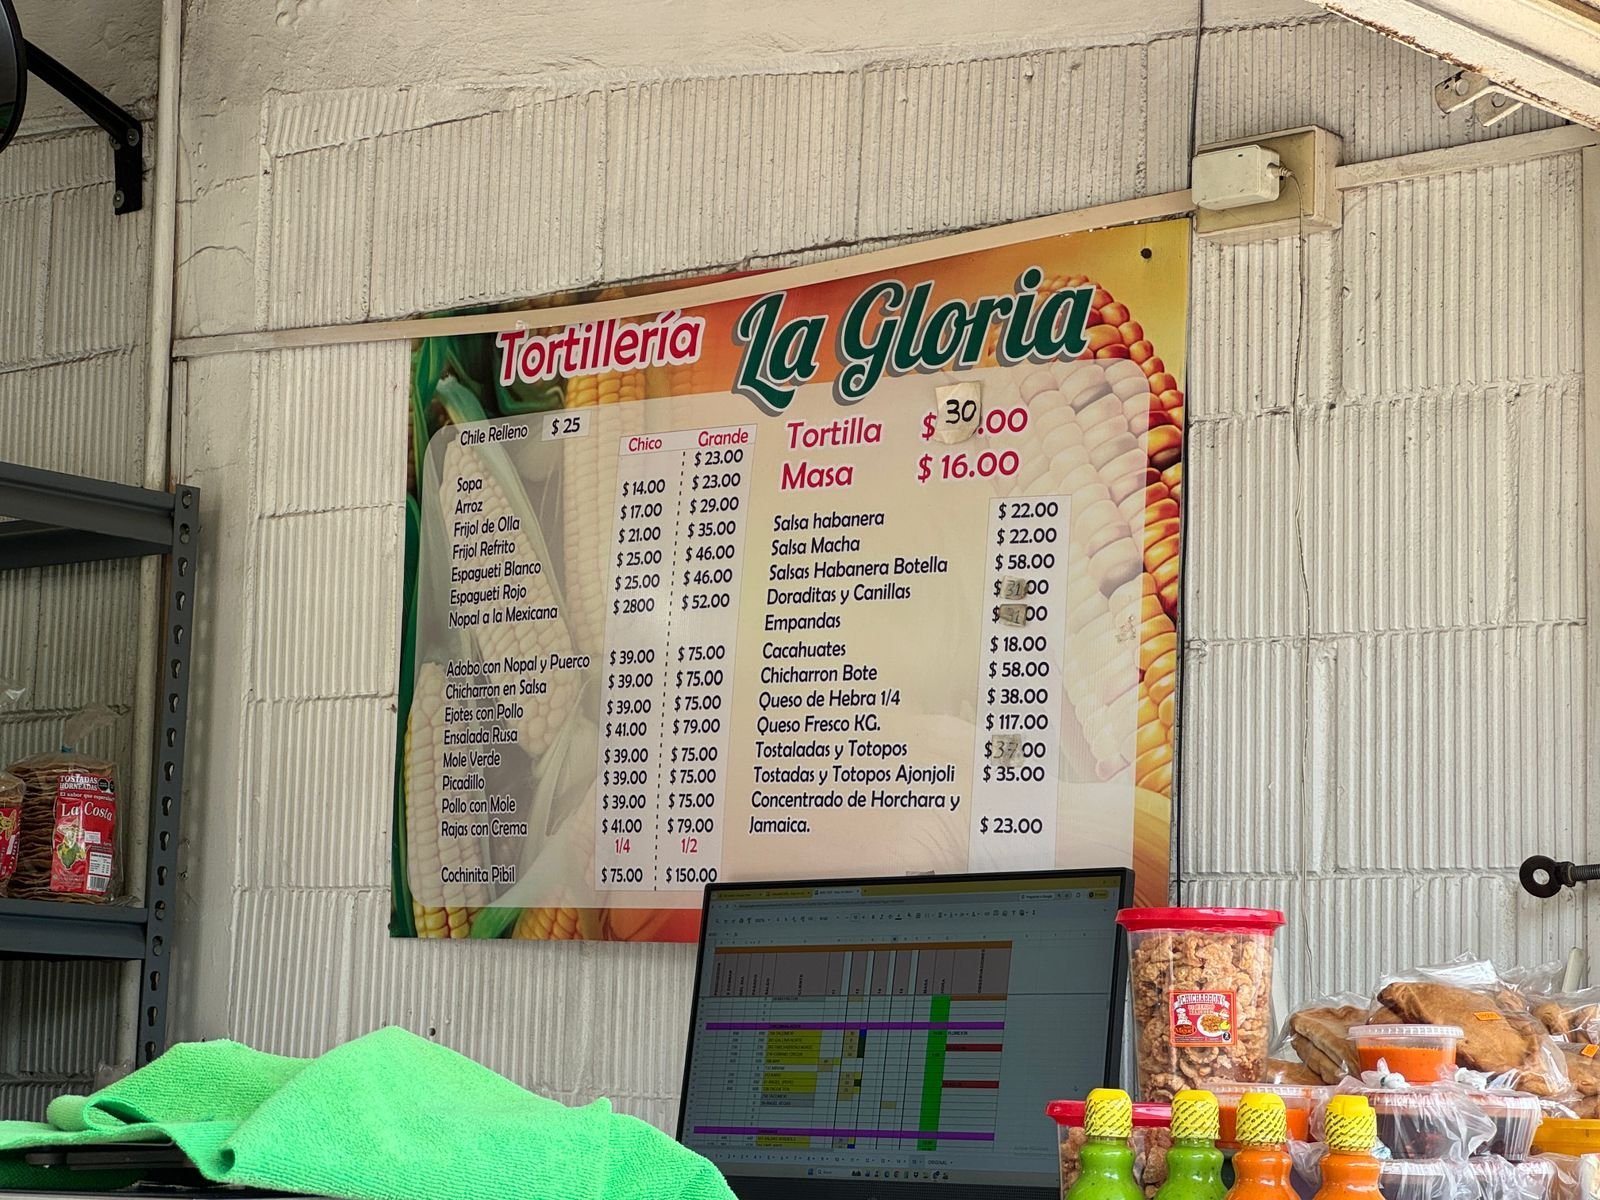 Tortillería La Gloria
Chile Relleno $ 25
Chico Grande
Sopa $ 23.00
Arroz $ 14.00 $ 23.00
Frijol de Olla $ 17.00 $ 29.00
Frijol Refrito $ 21.00 $ 35.00
Espagueti Blanco $ 25.00 $ 46.00
Espagueti Rojo $ 25.00 $ 46.00
Nopal a la Mexicana $ 2800 $ 52.00
Adobo con Nopal y Puerco $ 39.00 $ 75.00
Chicharron en Salsa $ 39.00 $ 75.00
Ejotes con Pollo $ 39.00 $ 75.00
Ensalada Rusa $ 41.00 $ 79.00
Mole Verde $ 39.00 $ 75.00
Picadillo $ 39.00 $ 75.00
Pollo con Mole $ 39.00 $ 75.00
Rajas con Crema $ 41.00 $ 79.00
1/4 1/2
Cochinita Pibil $ 75.00 $ 150.00
Tortilla $ 30.00
Masa $ 16.00
Salsa habanera $ 22.00
Salsa Macha $ 22.00
Salsas Habanera Botella $ 58.00
Doraditas y Canillas $ 31.00
Empandas $ 31.00
Cacahuates $ 18.00
Chicharron Bote $ 58.00
Queso de Hebra 1/4 $ 38.00
Queso Fresco KG. $ 117.00
Tostaladas y Totopos $ 37.00
Tostadas y Totopos Ajonjoli $ 35.00
Concentrado de Horchara y
Jamaica. $ 23.00
TOSTADAS
HORNEADAS
La Costa
CHICHARRON